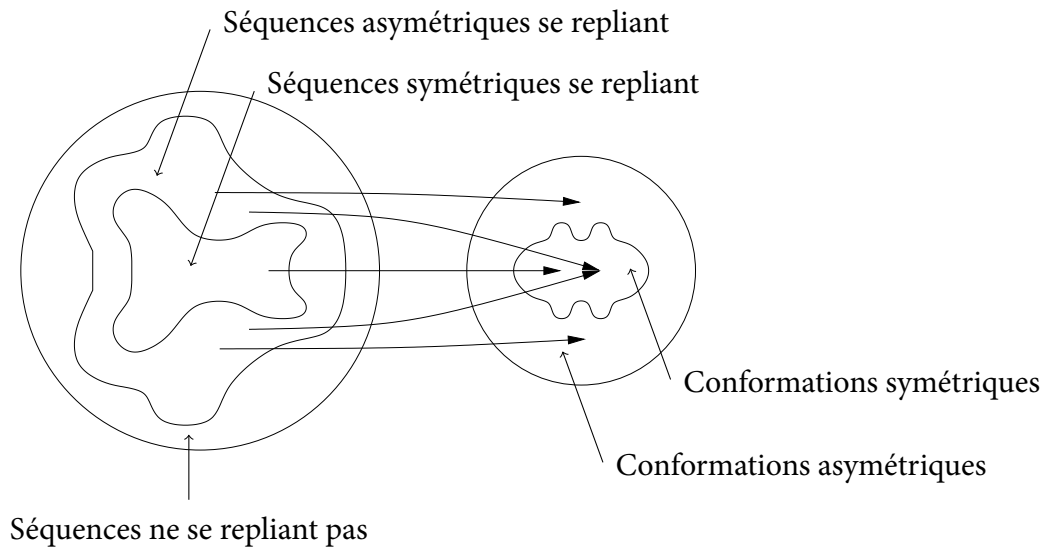 Séquences asymétriques se repliant
Séquences symétriques se repliant
Conformations symétriques
Conformations asymétriques
Séquences ne se repliant pas